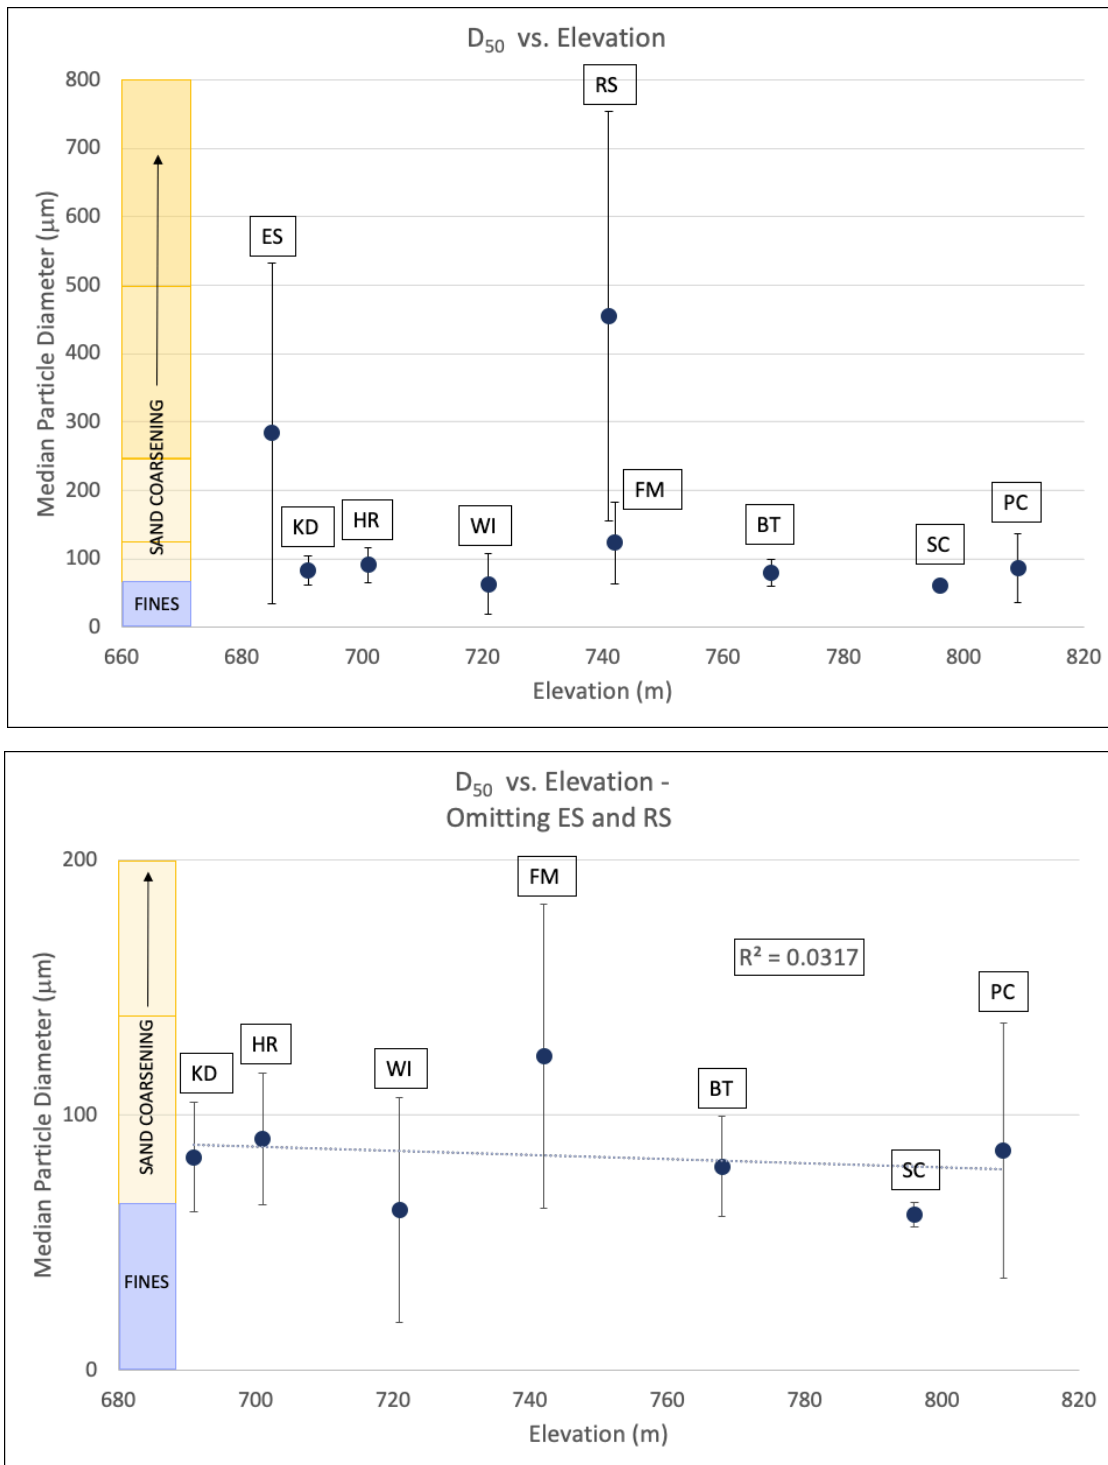 D₅₀ vs. Elevation
Median Particle Diameter (µm)
800
700
600
500
400
300
200
100
0
SAND COARSENING
FINES
ES
KD
HR
WI
RS
FM
BT
SC
PC
660
680
700
720
740
760
780
800
820
Elevation (m)
D₅₀ vs. Elevation -
Omitting ES and RS
Median Particle Diameter (µm)
200
100
0
SAND COARSENING
FINES
KD
HR
WI
FM
R² = 0.0317
BT
SC
PC
680
700
720
740
760
780
800
820
Elevation (m)